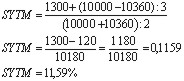 SYTM = 1300+(10000−10360):3 / (10000+10360):2
SYTM = 1300−120 / 10180 = 1180 / 10180 = 0,1159
SYTM = 11,59%